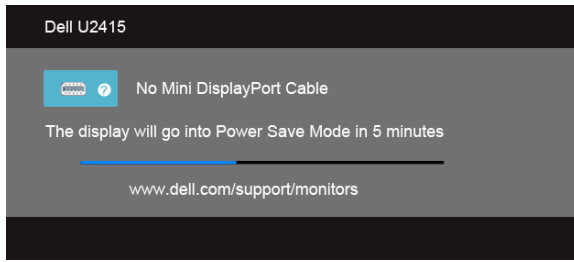 Dell U2415
No Mini DisplayPort Cable
The display will go into Power Save Mode in 5 minutes
www.dell.com/support/monitors